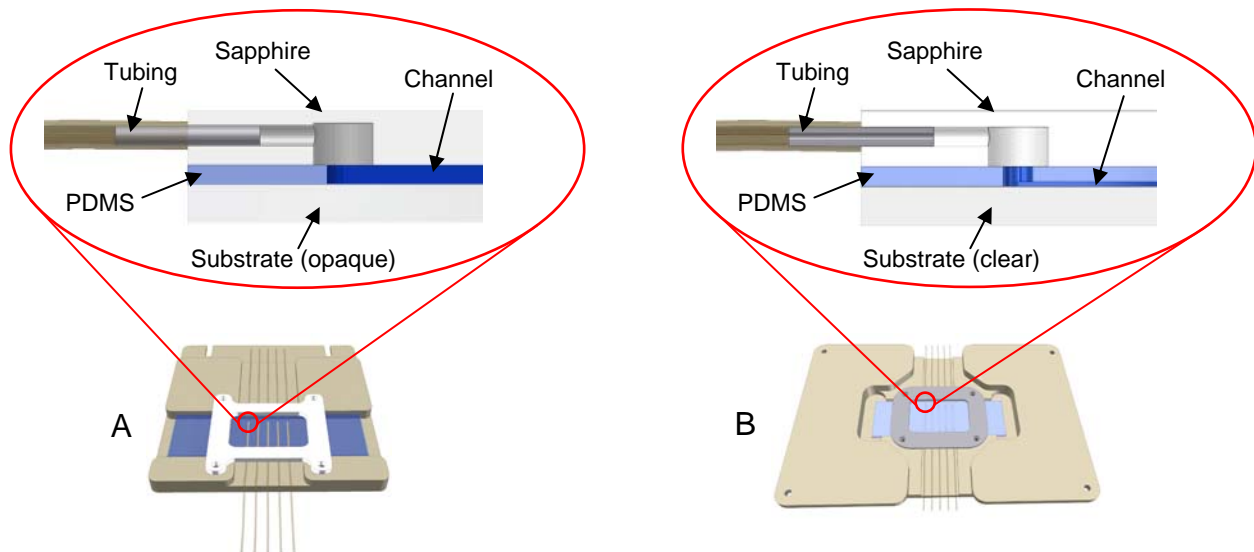 Sapphire
Tubing
Channel
PDMS
Substrate (opaque)
A
Sapphire
Tubing
Channel
PDMS
Substrate (clear)
B